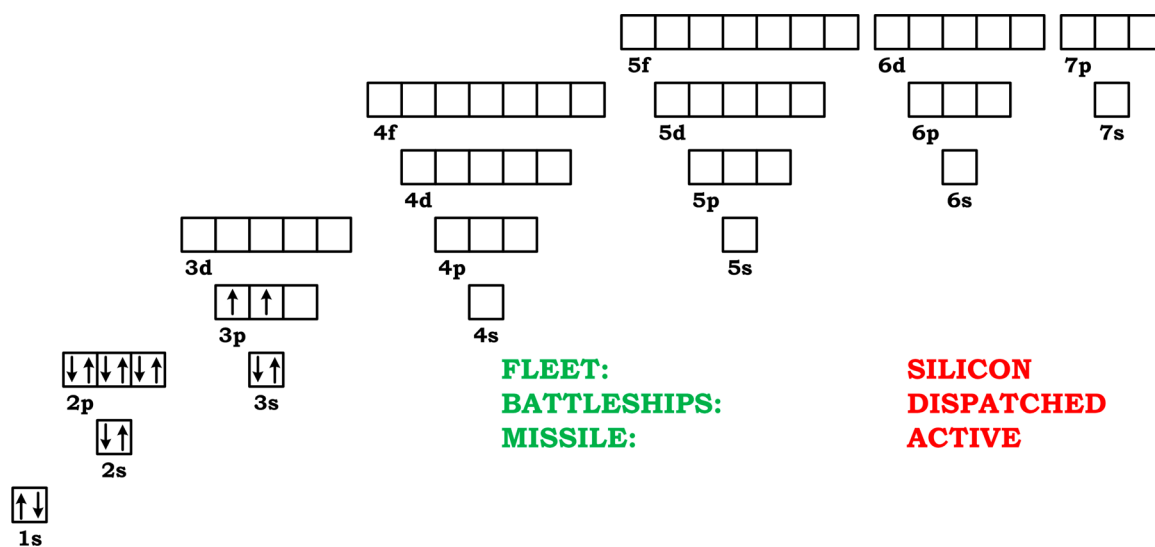 5f 6d 7p
4f 5d 6p 7s
4d 5p 6s
3d 4p 5s
3p 4s
2p 3s
FLEET: SILICON
BATTLESHIPS: DISPATCHED
MISSILE: ACTIVE
2s
1s